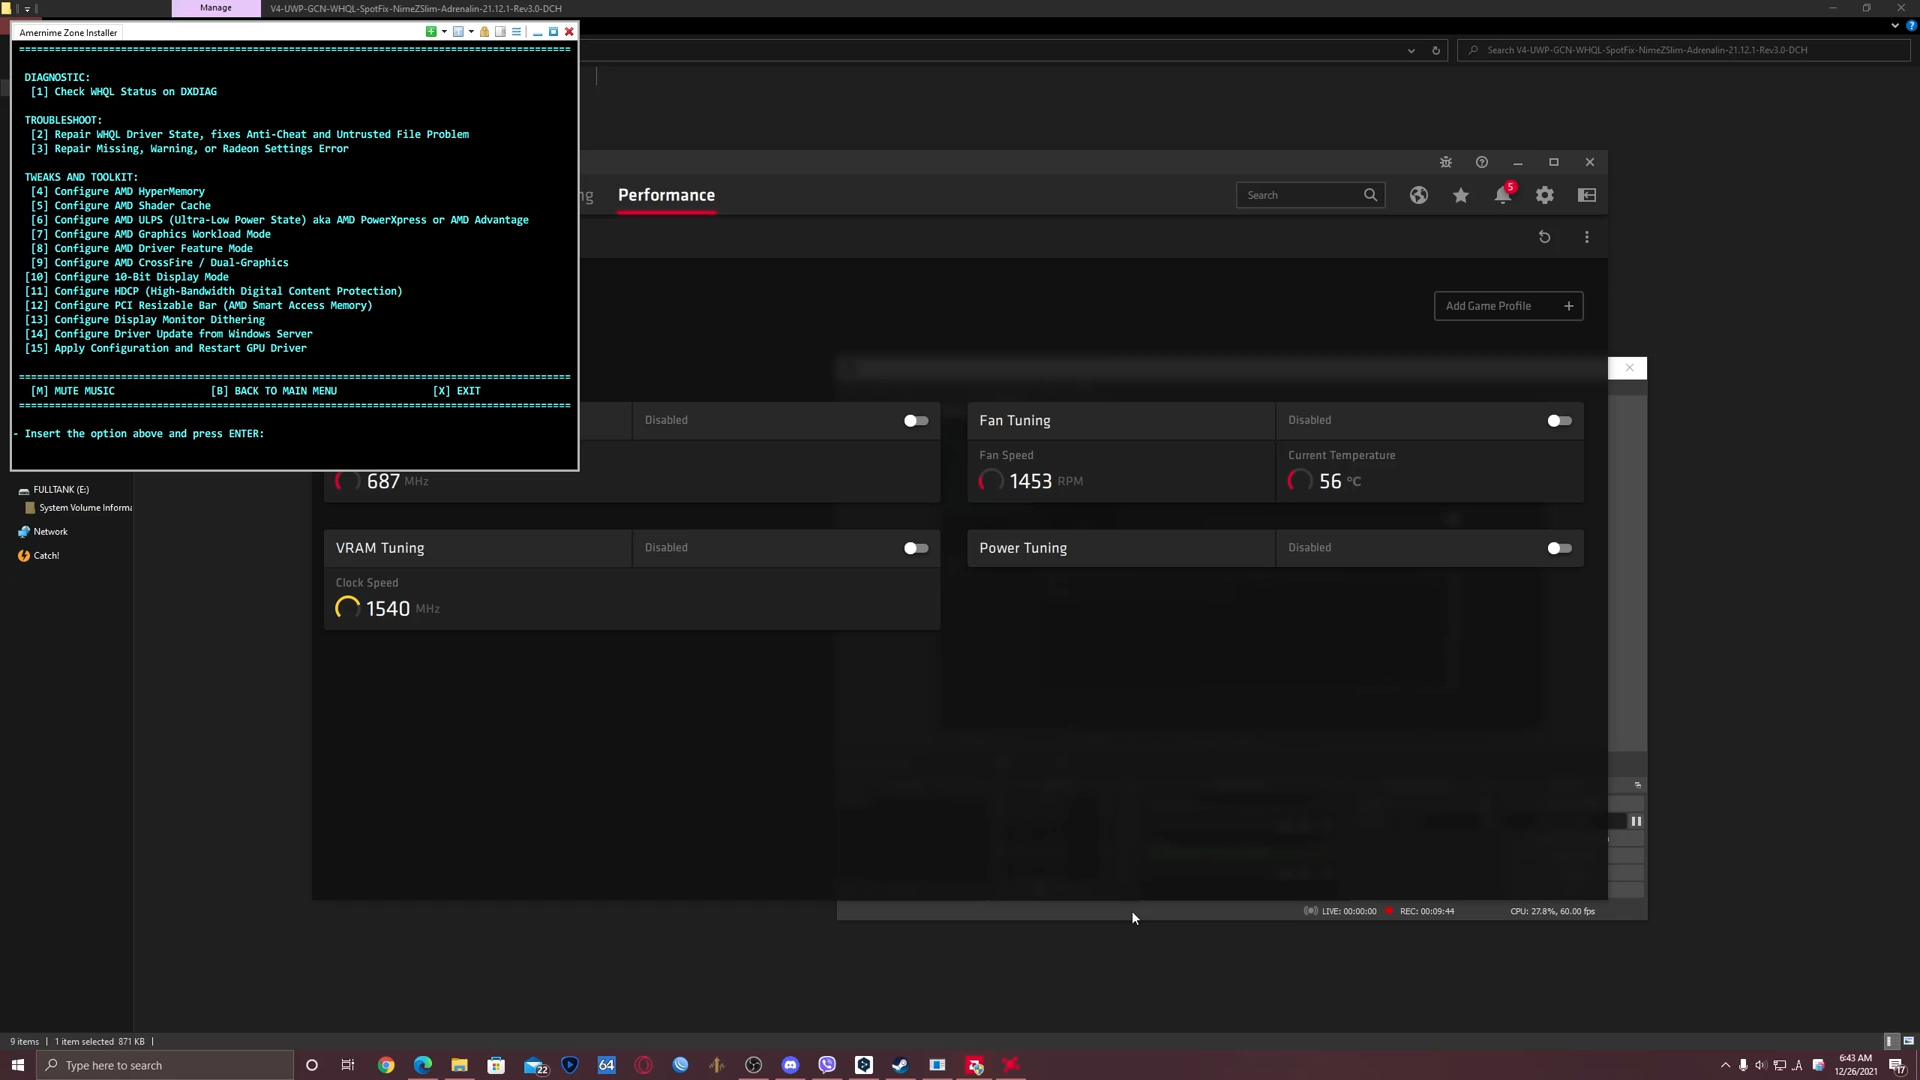 Manage
V4-UWP-GCN-WHQL-SpotFix-NimeZSlim-Adrenalin-21.12.1-Rev3.0-DCH
Search V4-UWP-GCN-WHQL-SpotFix-NimeZSlim-Adrenalin-21.12.1-Rev3.0-DCH
Amernime Zone Installer
DIAGNOSTIC:
[1] Check WHQL Status on DXDIAG
TROUBLESHOOT:
[2] Repair WHQL Driver State, fixes Anti-Cheat and Untrusted File Problem
[3] Repair Missing, Warning, or Radeon Settings Error
TWEAKS AND TOOLKIT:
[4] Configure AMD HyperMemory
[5] Configure AMD Shader Cache
[6] Configure AMD ULPS (Ultra-Low Power State) aka AMD PowerXpress or AMD Advantage
[7] Configure AMD Graphics Workload Mode
[8] Configure AMD Driver Feature Mode
[9] Configure AMD CrossFire / Dual-Graphics
[10] Configure 10-Bit Display Mode
[11] Configure HDCP (High-Bandwidth Digital Content Protection)
[12] Configure PCI Resizable Bar (AMD Smart Access Memory)
[13] Configure Display Monitor Dithering
[14] Configure Driver Update from Windows Server
[15] Apply Configuration and Restart GPU Driver
[M] MUTE MUSIC [B] BACK TO MAIN MENU [X] EXIT
- Insert the option above and press ENTER:
ng Performance
Search
5
Add Game Profile +
Disabled
687 MHz
Fan Tuning Disabled
Fan Speed Current Temperature
1453 RPM 56 °C
VRAM Tuning Disabled
Clock Speed
1540 MHz
Power Tuning Disabled
FULLTANK (E:)
System Volume Informa
Network
Catch!
LIVE: 00:00:00 REC: 00:09:44 CPU: 27.8%, 60.00 fps
9 items 1 item selected 871 KB
Type here to search
22
64
6:43 AM
12/26/2021
17